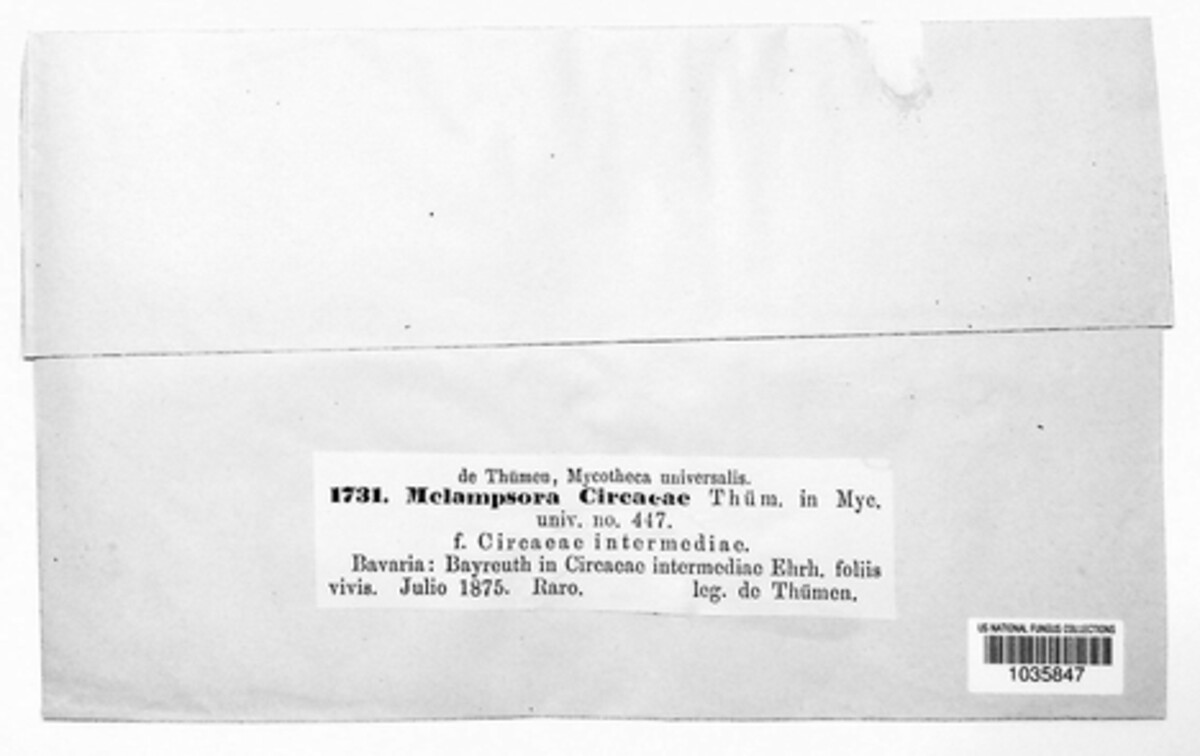 de Thümen, Mycotheca universalis.
1731. Melampsora Circaeae Thüm. in Myc.
univ. no. 447.
f. Circaeae intermediae.
Bavaria: Bayreuth in Circaeae intermediae Ehrh. foliis
vivis. Julio 1875. Raro. leg. de Thümen.
US NATIONAL FUNGUS COLLECTIONS
1035847